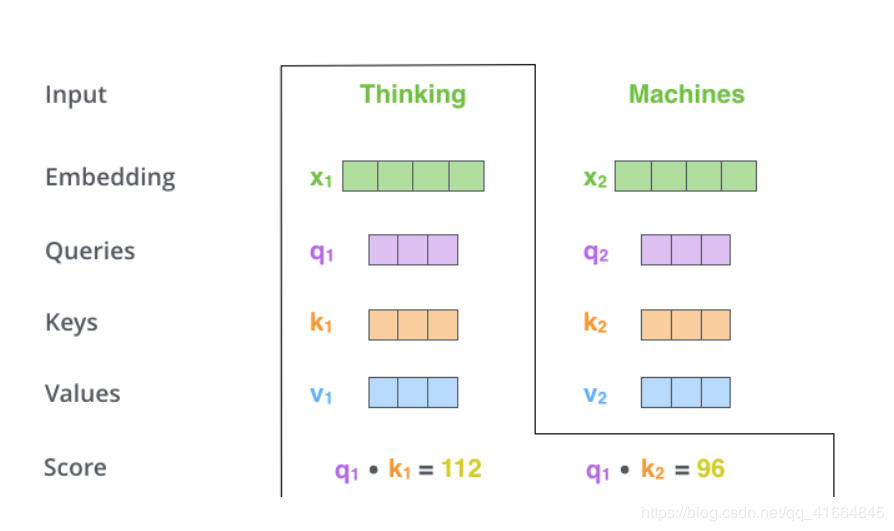 Input Thinking Machines
Embedding x1 x2
Queries q1 q2
Keys k1 k2
Values v1 v2
Score q1 • k1 = 112 q1 • k2 = 96
https://blog.csdn.net/qq_41664845